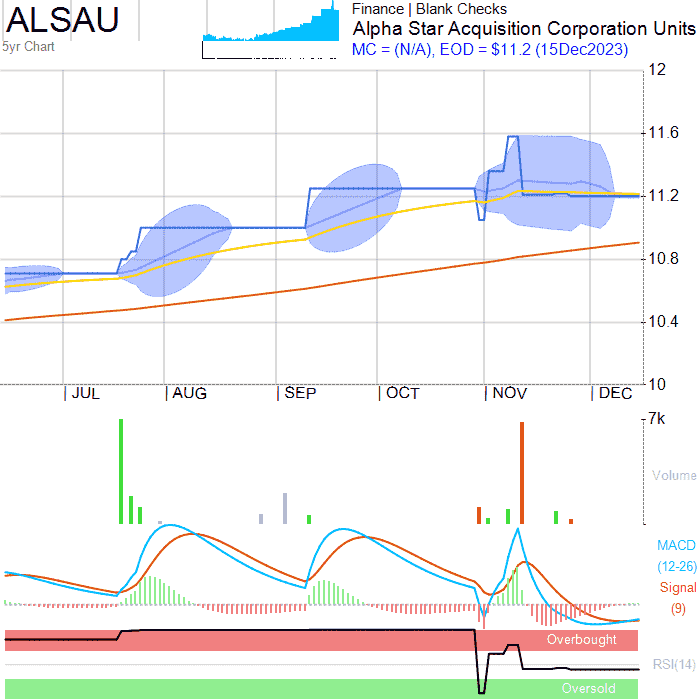 ALSAU
5yr Chart
Finance | Blank Checks
Alpha Star Acquisition Corporation Units
MC = (N/A), EOD = $11.2 (15Dec2023)
12
11.6
11.2
10.8
10.4
10
JUL AUG SEP OCT NOV DEC
7k
Volume
MACD
(12-26)
Signal
(9)
Overbought
RSI(14)
Oversold